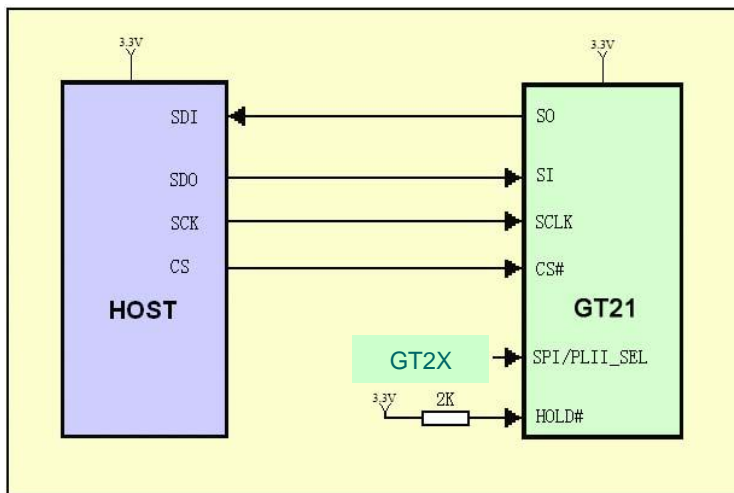 3.3V
3.3V
SDI
SO
SDO
SI
SCK
SCLK
CS
CS#
HOST
GT21
GT2X
SPI/PLII_SEL
3.3V
2K
HOLD#